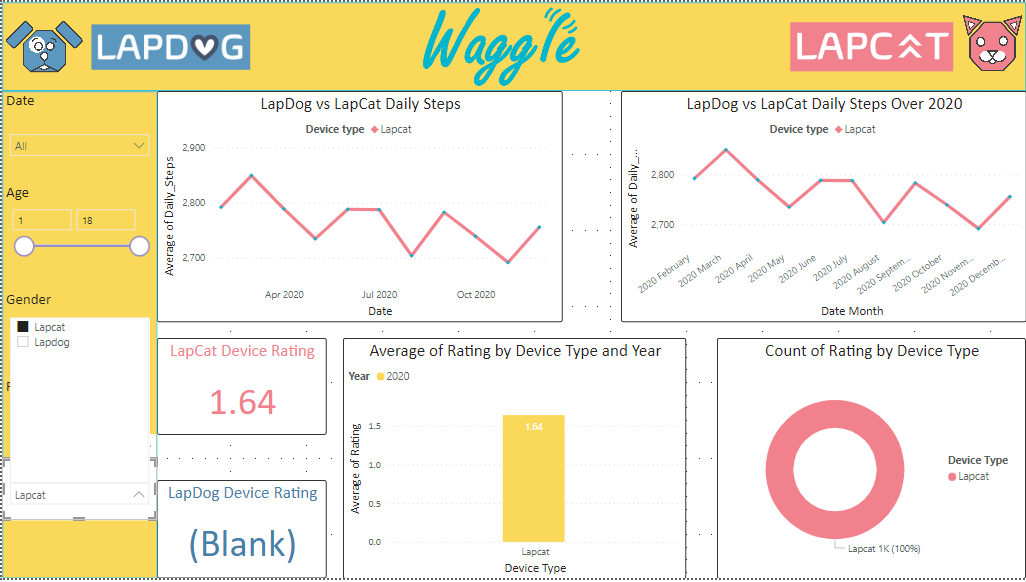 LAPDOG
Waggle
LAPCAT
Date
All
Age
1
18
Gender
Lapcat
Lapdog
Lapcat
LapDog vs LapCat Daily Steps
Device type
Lapcat
Average of Daily_Steps
2,900
2,800
2,700
Apr 2020
Jul 2020
Oct 2020
Date
LapDog vs LapCat Daily Steps Over 2020
Device type
Lapcat
Average of Daily_...
2,800
2,700
2020 February
2020 March
2020 April
2020 May
2020 June
2020 July
2020 August
2020 Septem...
2020 October
2020 Novem...
2020 Decemb...
Date Month
LapCat Device Rating
1.64
LapDog Device Rating
(Blank)
Average of Rating by Device Type and Year
Year
2020
Average of Rating
1.5
1.0
0.5
0.0
1.64
Lapcat
Device Type
Count of Rating by Device Type
Device Type
Lapcat
Lapcat 1K (100%)